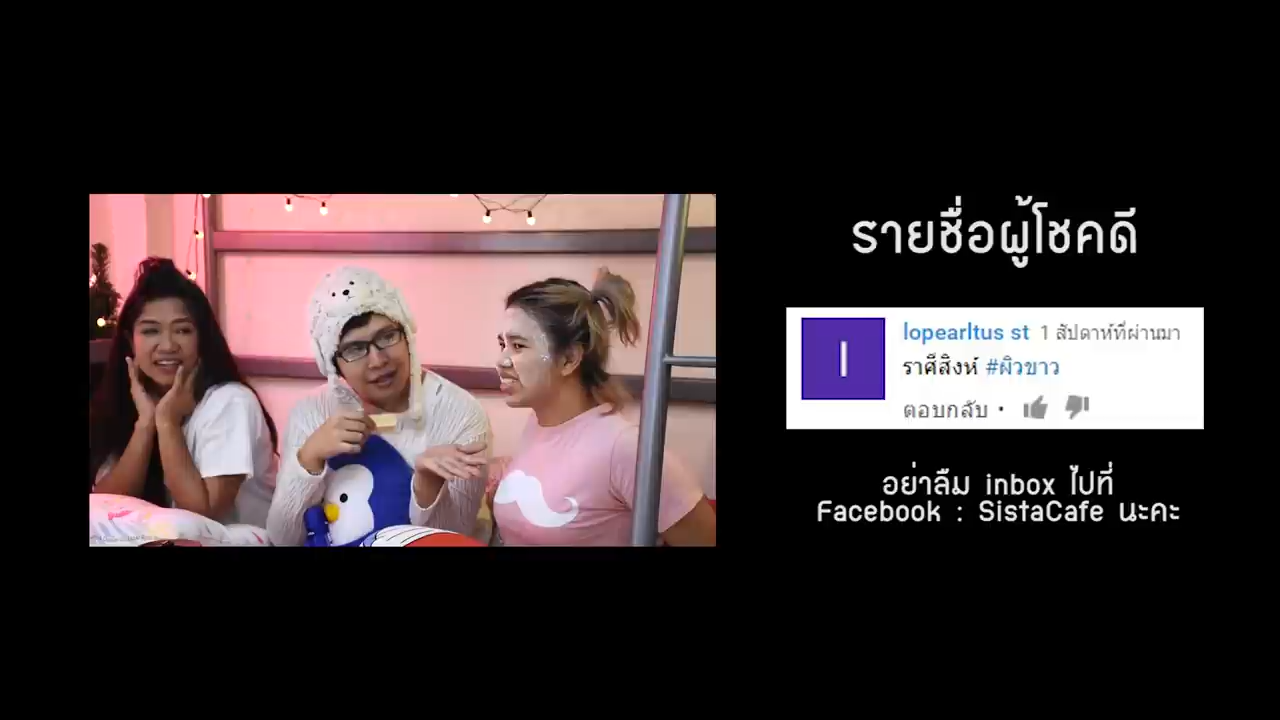 รายชื่อผู้โชคดี
I
lopearltus st 1 สัปดาห์ที่ผ่านมา
ราศีสิงห์ #ผิวขาว
ตอบกลับ •
อย่าลืม inbox ไปที่
Facebook : SistaCafe นะคะ